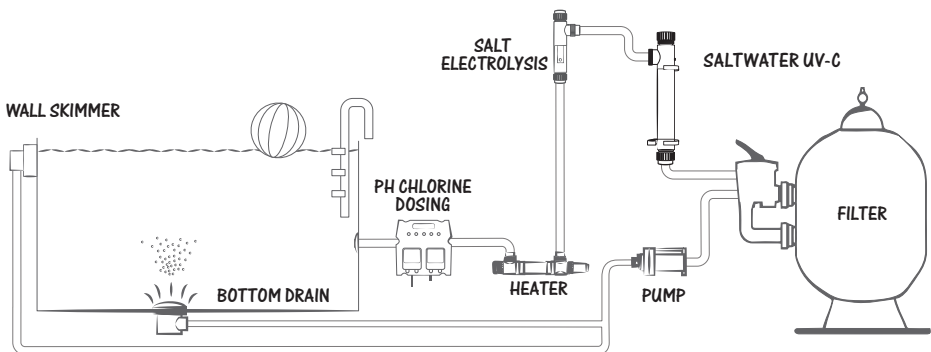 SALT
ELECTROLYSIS
SALTWATER UV-C
WALL SKIMMER
PH CHLORINE
DOSING
FILTER
BOTTOM DRAIN
HEATER
PUMP